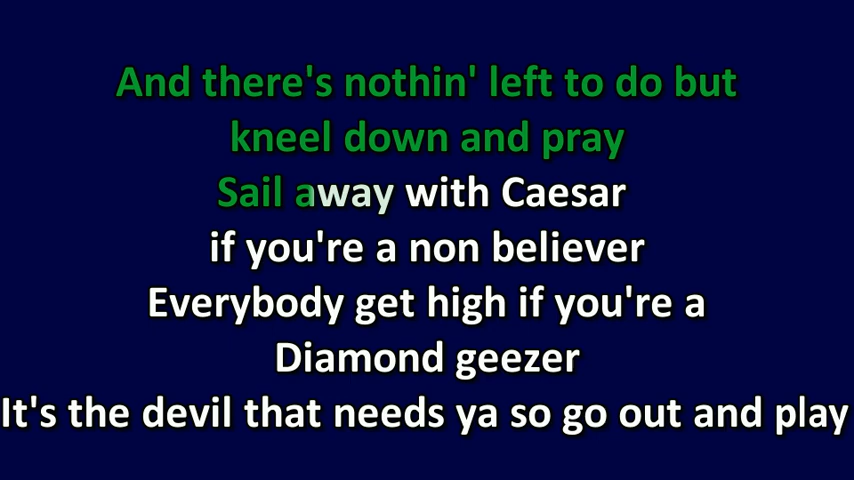 And there's nothin' left to do but
kneel down and pray
Sail away with Caesar
if you're a non believer
Everybody get high if you're a
Diamond geezer
It's the devil that needs ya so go out and play